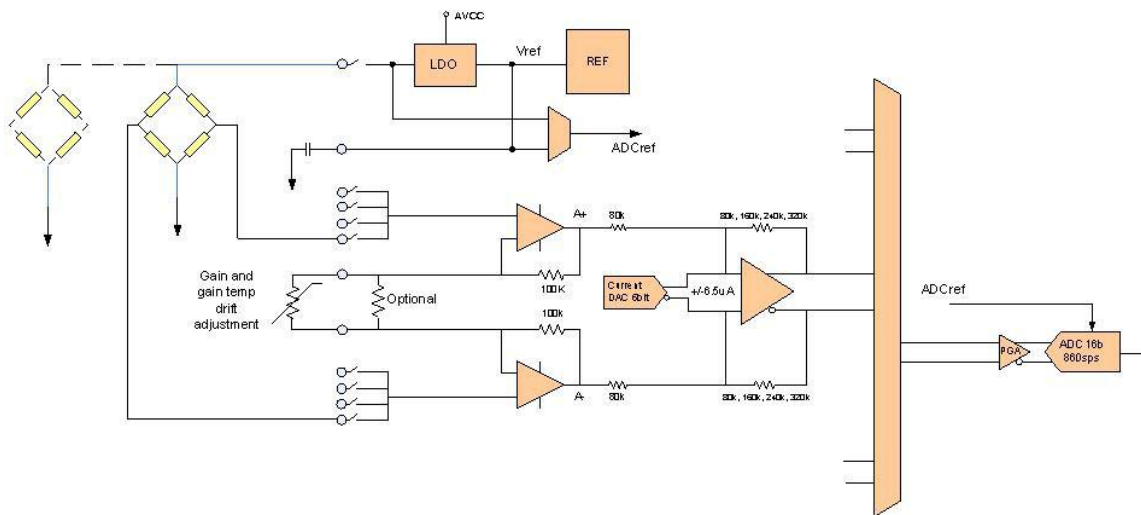 AVCC
LDO
Vref
REF
ADCref
A+
80k
80k, 160k, 240k, 320k
Gain and
gain temp
drift
adjustment
Optional
100K
Current
DAC 6bit
+/-6.5uA
ADCref
100k
PGA
ADC 16b
860sps
A-
80k
80k, 160k, 240k, 320k